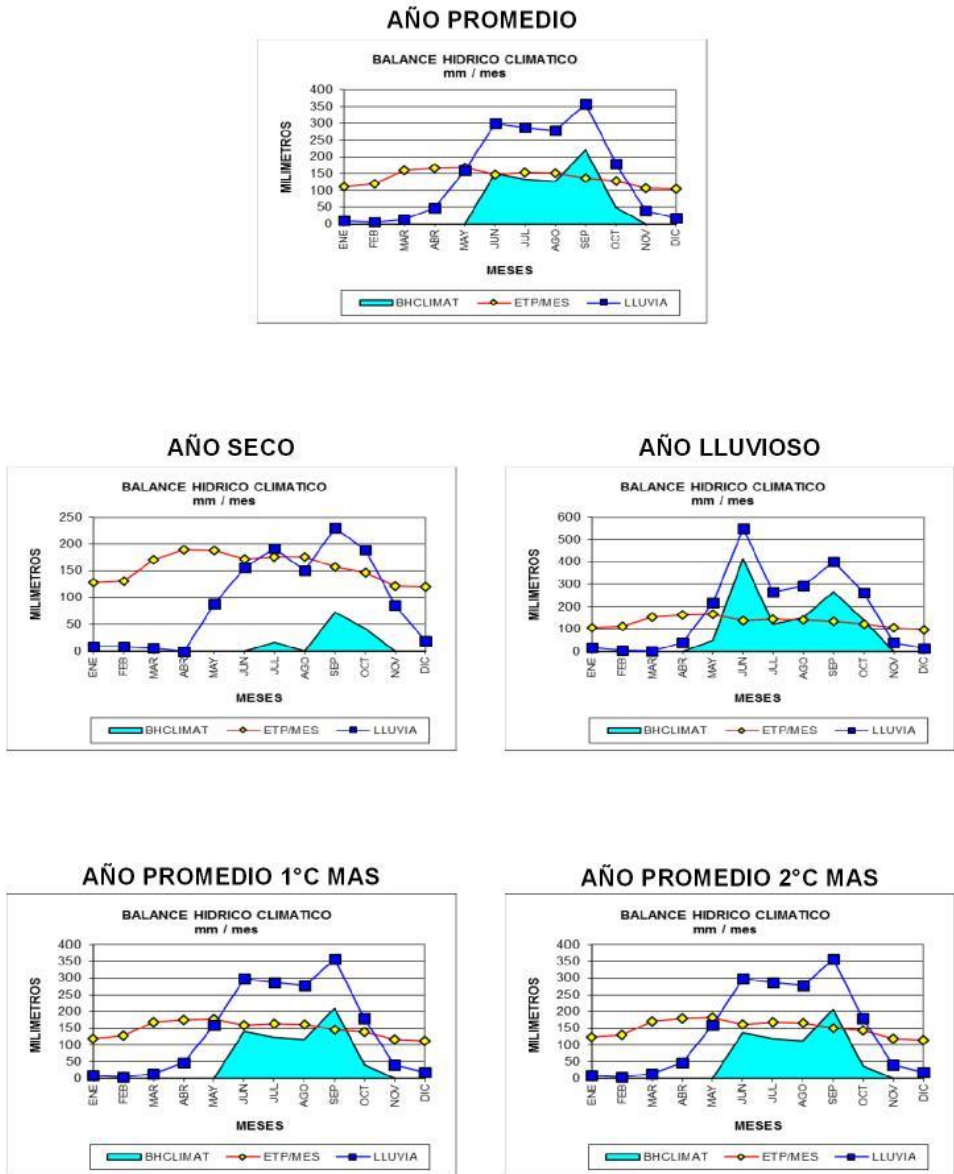 AÑO PROMEDIO
BALANCE HIDRICO CLIMATICO
mm / mes
MILIMETROS
400
350
300
250
200
150
100
50
0
ENE FEB MAR ABR MAY JUN JUL AGO SEP OCT NOV DIC
MESES
BHCLIMAT ETP/MES LLUVIA
AÑO SECO
BALANCE HIDRICO CLIMATICO
mm / mes
MILIMETROS
250
200
150
100
50
0
ENE FEB MAR ABR MAY JUN JUL AGO SEP OCT NOV DIC
MESES
BHCLIMAT ETP/MES LLUVIA
AÑO LLUVIOSO
BALANCE HIDRICO CLIMATICO
mm / mes
MILIMETROS
600
500
400
300
200
100
0
ENE FEB MAR ABR MAY JUN JUL AGO SEP OCT NOV DIC
MESES
BHCLIMAT ETP/MES LLUVIA
AÑO PROMEDIO 1°C MAS
BALANCE HIDRICO CLIMATICO
mm / mes
MILIMETROS
400
350
300
250
200
150
100
50
0
ENE FEB MAR ABR MAY JUN JUL AGO SEP OCT NOV DIC
MESES
BHCLIMAT ETP/MES LLUVIA
AÑO PROMEDIO 2°C MAS
BALANCE HIDRICO CLIMATICO
mm / mes
MILIMETROS
400
350
300
250
200
150
100
50
0
ENE FEB MAR ABR MAY JUN JUL AGO SEP OCT NOV DIC
MESES
BHCLIMAT ETP/MES LLUVIA